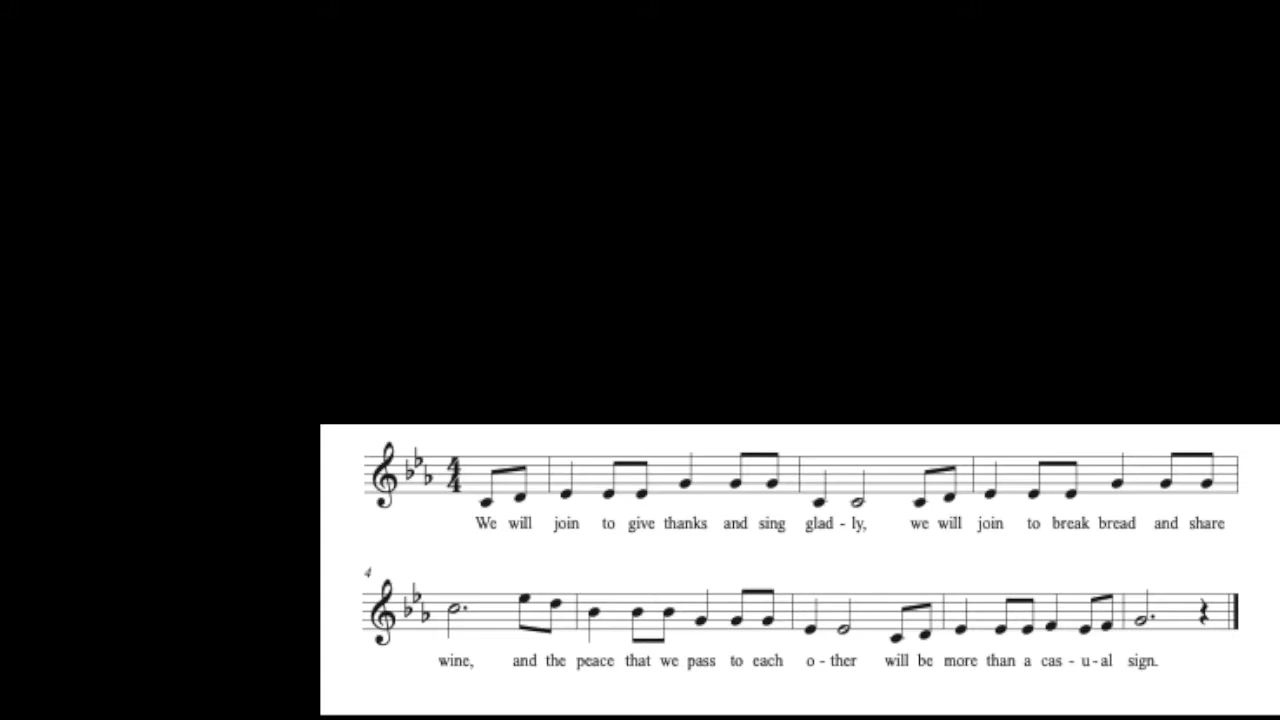 We will join to give thanks and sing glad - ly, we will join to break bread and share
4
wine, and the peace that we pass to each o - ther will be more than a cas - u - al sign.